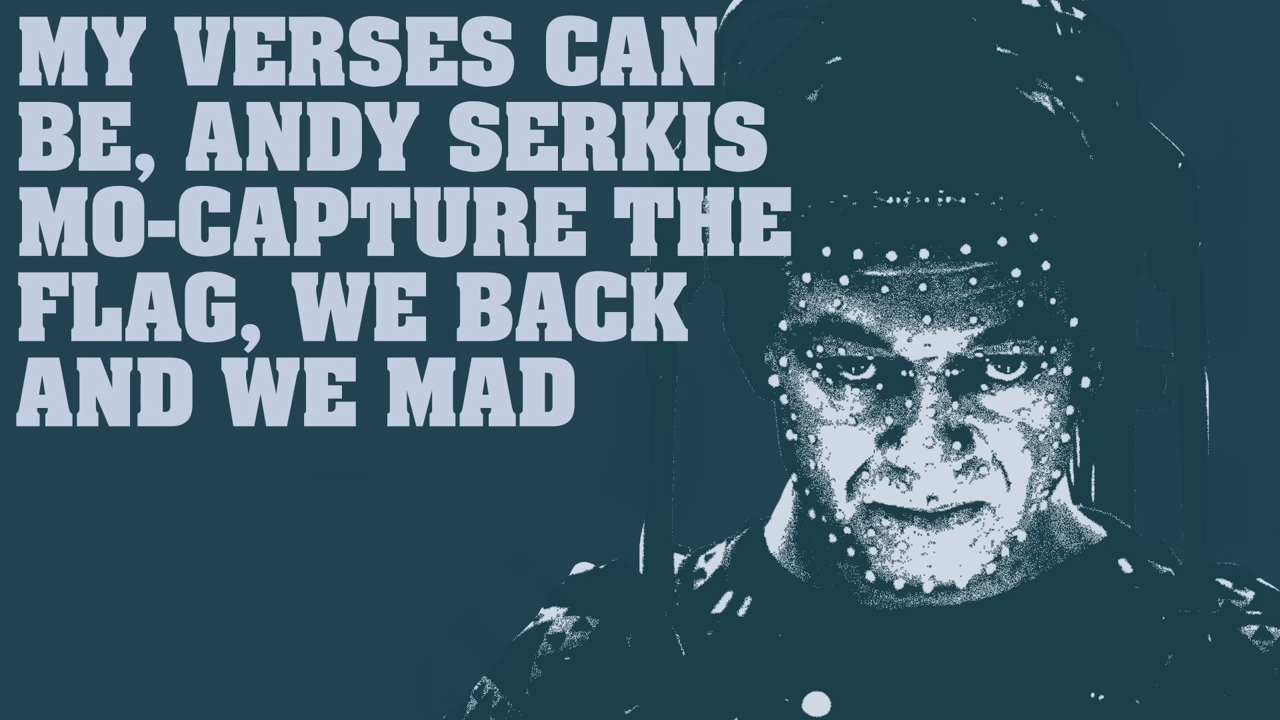 MY VERSES CAN
BE, ANDY SERKIS
MO-CAPTURE THE
FLAG, WE BACK
AND WE MAD